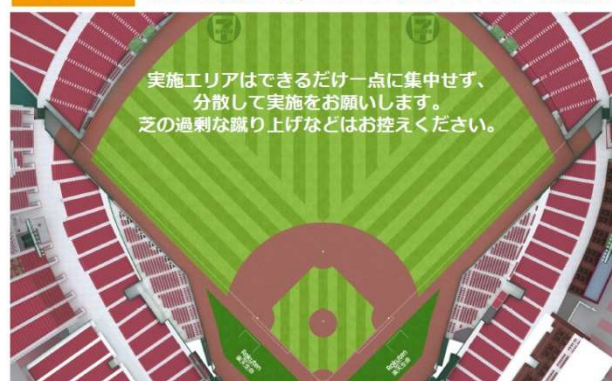 実施エリアはできるだけ一点に集中せず、
分散して実施をお願いします。
芝の過剰な蹴り上げなどはお控えください。
Rakuten
Rakuten